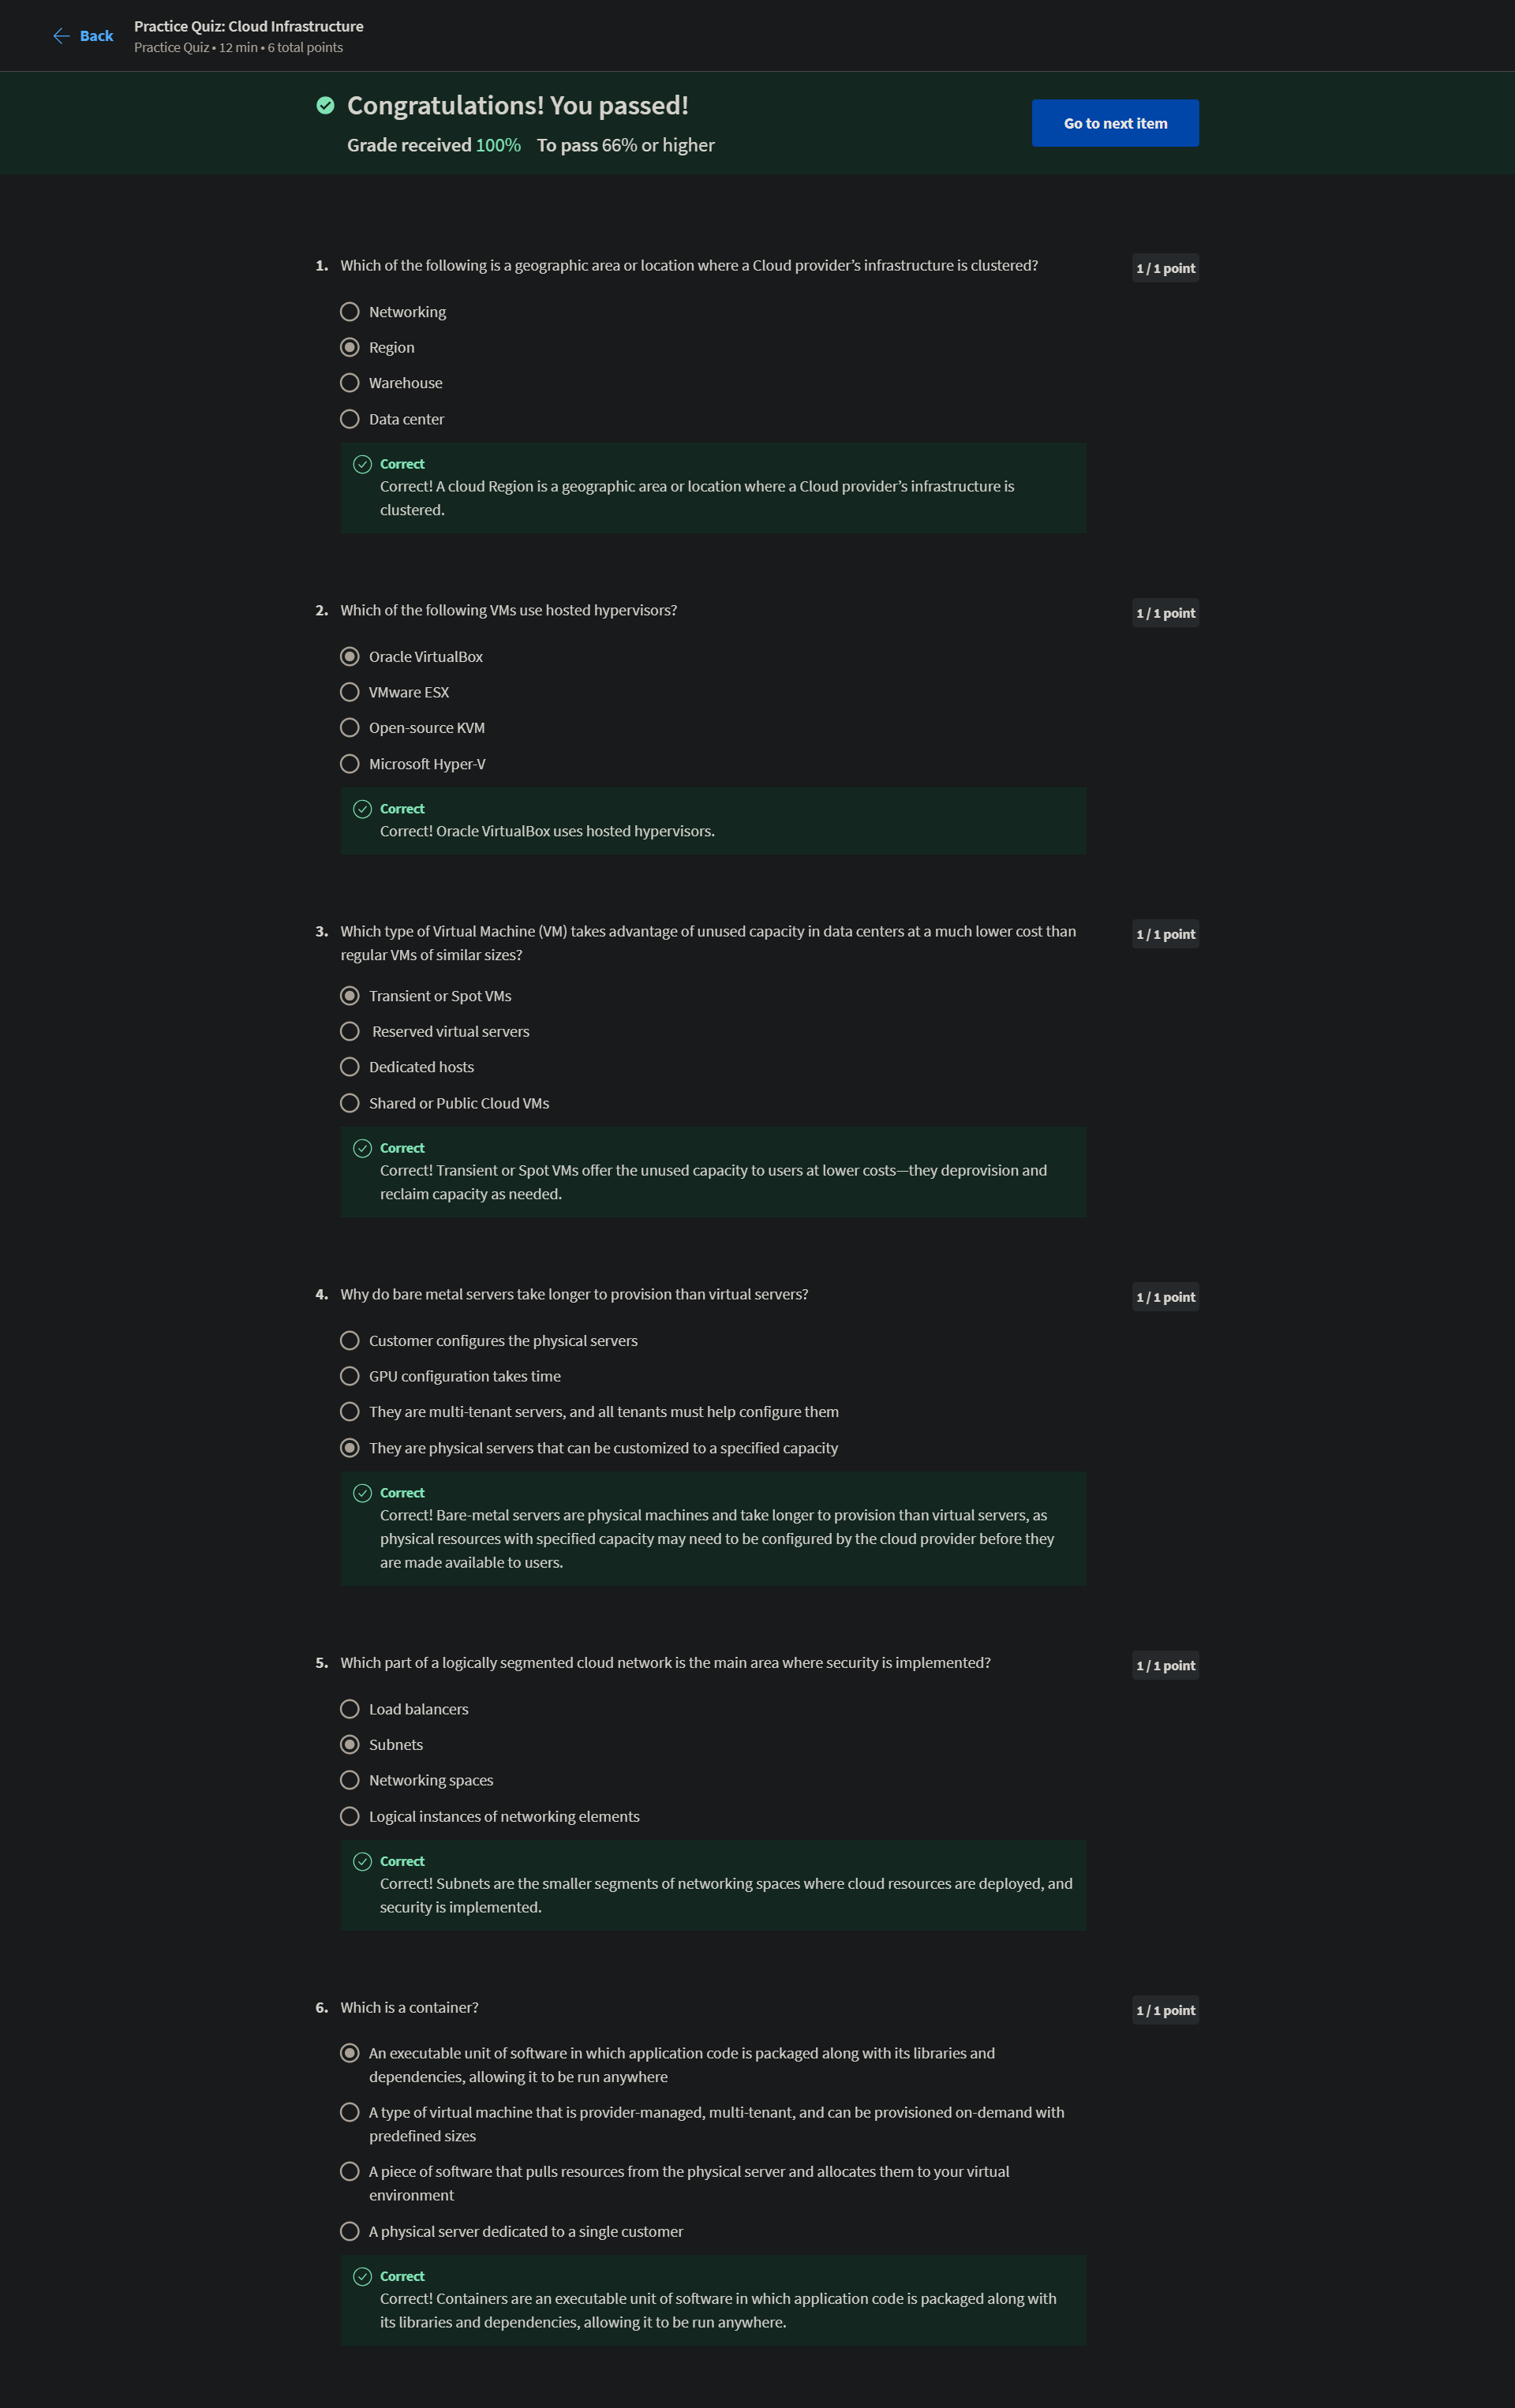 Back
Practice Quiz: Cloud Infrastructure
Practice Quiz • 12 min • 6 total points
Congratulations! You passed!
Grade received 100% To pass 66% or higher
Go to next item
1. Which of the following is a geographic area or location where a Cloud provider’s infrastructure is clustered?
1 / 1 point
Networking
Region
Warehouse
Data center
Correct
Correct! A cloud Region is a geographic area or location where a Cloud provider’s infrastructure is
clustered.
2. Which of the following VMs use hosted hypervisors?
1 / 1 point
Oracle VirtualBox
VMware ESX
Open-source KVM
Microsoft Hyper-V
Correct
Correct! Oracle VirtualBox uses hosted hypervisors.
3. Which type of Virtual Machine (VM) takes advantage of unused capacity in data centers at a much lower cost than
regular VMs of similar sizes?
1 / 1 point
Transient or Spot VMs
Reserved virtual servers
Dedicated hosts
Shared or Public Cloud VMs
Correct
Correct! Transient or Spot VMs offer the unused capacity to users at lower costs—they deprovision and
reclaim capacity as needed.
4. Why do bare metal servers take longer to provision than virtual servers?
1 / 1 point
Customer configures the physical servers
GPU configuration takes time
They are multi-tenant servers, and all tenants must help configure them
They are physical servers that can be customized to a specified capacity
Correct
Correct! Bare-metal servers are physical machines and take longer to provision than virtual servers, as
physical resources with specified capacity may need to be configured by the cloud provider before they
are made available to users.
5. Which part of a logically segmented cloud network is the main area where security is implemented?
1 / 1 point
Load balancers
Subnets
Networking spaces
Logical instances of networking elements
Correct
Correct! Subnets are the smaller segments of networking spaces where cloud resources are deployed, and
security is implemented.
6. Which is a container?
1 / 1 point
An executable unit of software in which application code is packaged along with its libraries and
dependencies, allowing it to be run anywhere
A type of virtual machine that is provider-managed, multi-tenant, and can be provisioned on-demand with
predefined sizes
A piece of software that pulls resources from the physical server and allocates them to your virtual
environment
A physical server dedicated to a single customer
Correct
Correct! Containers are an executable unit of software in which application code is packaged along with
its libraries and dependencies, allowing it to be run anywhere.